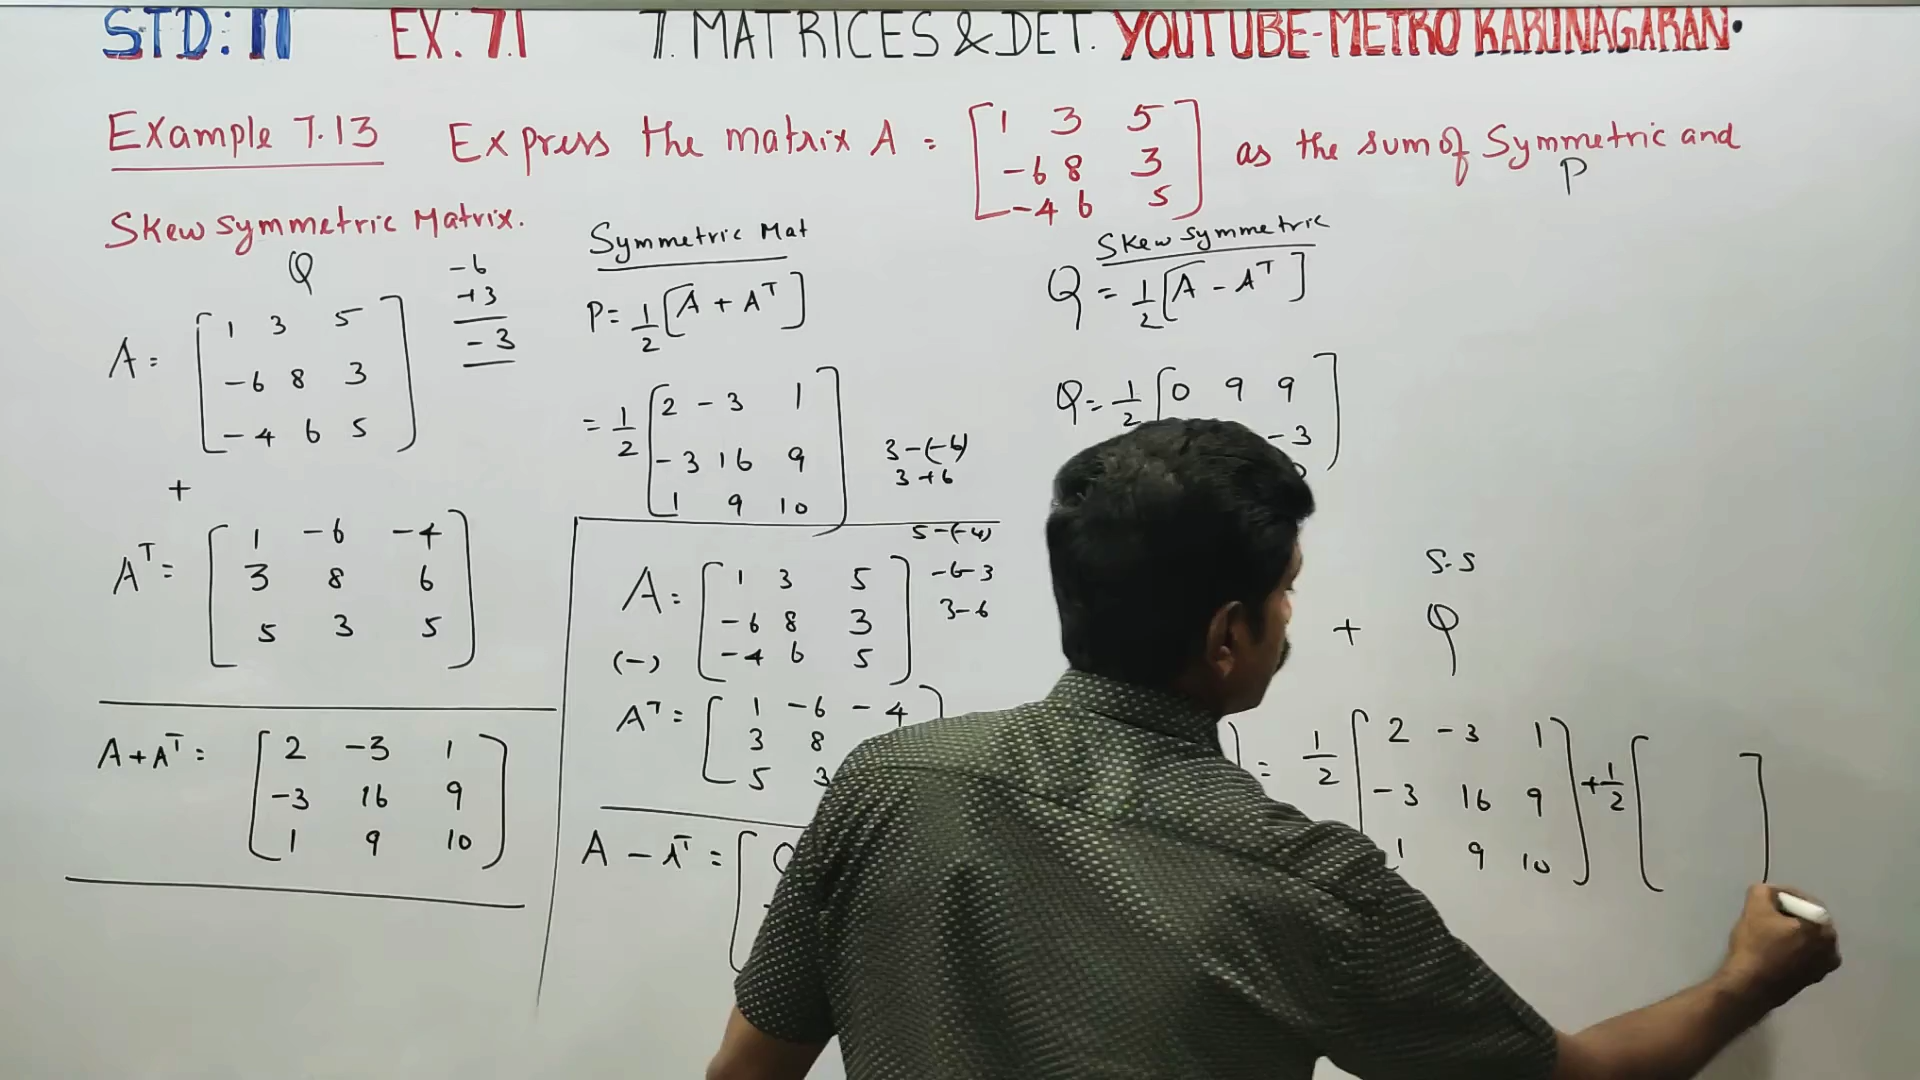 STD: 11 EX: 7.1 7. MATRICES & DET. YOUTUBE-METRO KARUNAGARAN.
Example 7.13 Express the matrix A = [ 1 3 5 ] as the sum of Symmetric and
-6 8 3
-4 6 5
P
Skew symmetric Matrix.
Q
-6
+3
-3
A = [ 1 3 5
-6 8 3
-4 6 5 ]
+
A^T = [ 1 -6 -4
3 8 6
5 3 5 ]
A+A^T = [ 2 -3 1
-3 16 9
1 9 10 ]
Symmetric Mat
P = 1/2 [A + A^T]
= 1/2 [ 2 -3 1
-3 16 9
1 9 10 ]
3-(-6)
3+6
5-(-4)
-6-3
3-6
A = [ 1 3 5
-6 8 3
-4 6 5 ]
(-)
A^T = [ 1 -6 -4
3 8
5 3
A - A^T = [ 0
Skew symmetric
Q = 1/2 [A - A^T]
Q = 1/2 [ 0 9 9
-3
S.S
+ Q
= 1/2 [ 2 -3 1
-3 16 9
1 9 10 ] + 1/2 [ ]